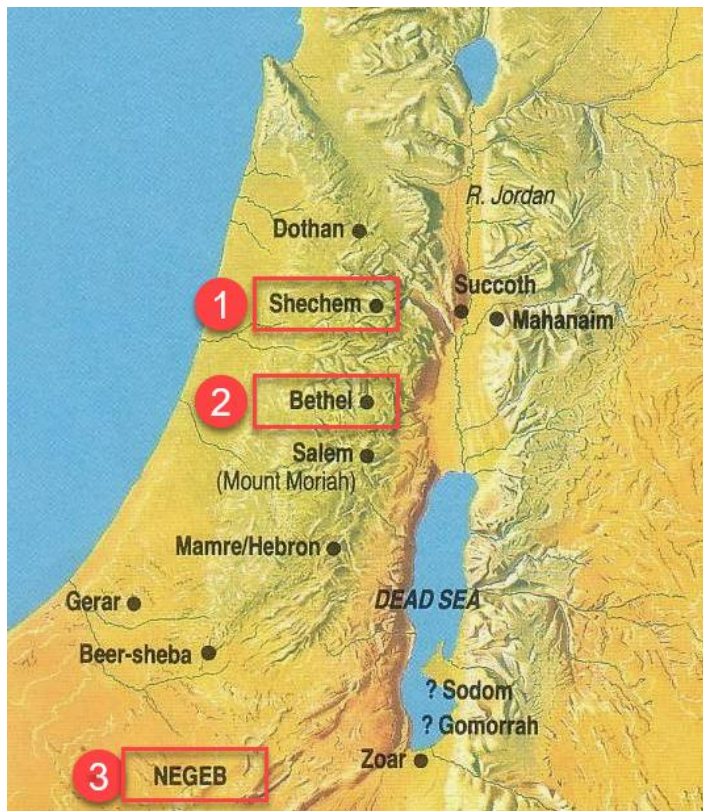 R. Jordan
Dothan
Succoth
1
Shechem
Mahanaim
2
Bethel
Salem
(Mount Moriah)
Mamre/Hebron
DEAD SEA
Gerar
Beer-sheba
? Sodom
? Gomorrah
Zoar
3
NEGEB